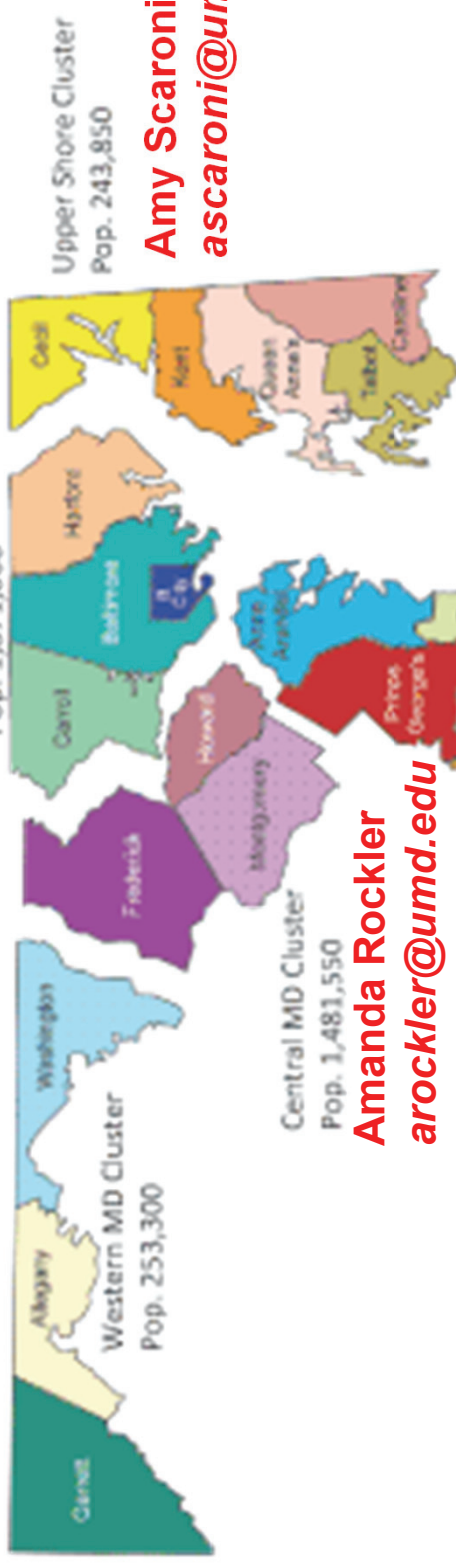 Upper Shore Cluster
Pop. 243,850
Amy Scaroni
Cecil
Kent
Queen
Anne's
Talbot
Caroline
Harford
Baltimore
Carroll
Howard
Frederick
Montgomery
Anne
Arundel
Prince
George's
Washington
Allegany
Garrett
Western MD Cluster
Pop. 253,300
Central MD Cluster
Pop. 1,481,550
Amanda Rockler
arockler@umd.edu